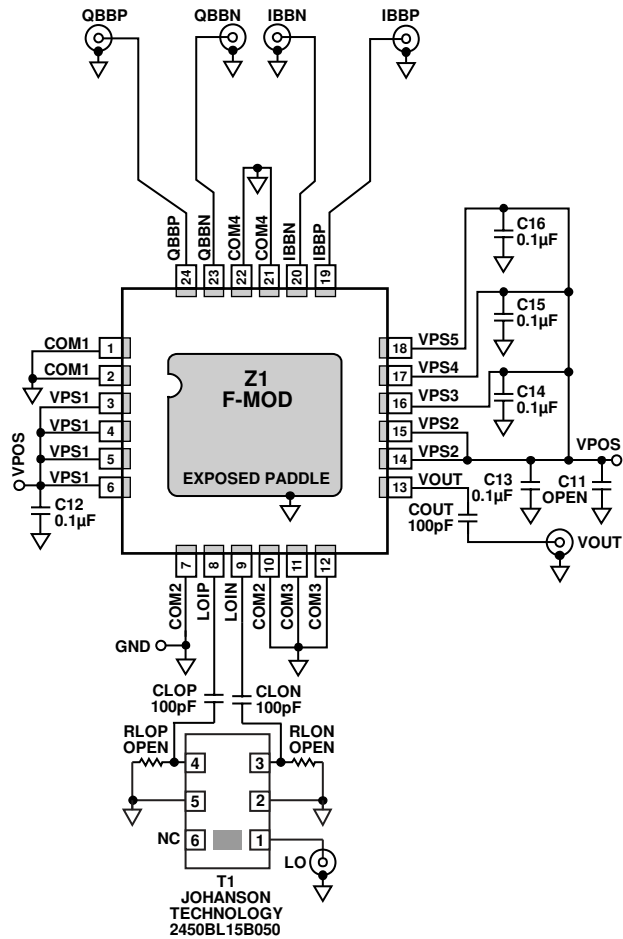 QBBP
QBBN
IBBN
IBBP
QBBP
QBBN
COM4
COM4
IBBN
IBBP
24
23
22
21
20
19
C16
0.1µF
C15
0.1µF
C14
0.1µF
COM1
1
COM1
2
VPS1
3
VPS1
4
VPS1
5
VPS1
6
VPOS
C12
0.1µF
Z1
F-MOD
EXPOSED PADDLE
18
VPS5
17
VPS4
16
VPS3
15
VPS2
14
VPS2
13
VOUT
VPOS
C13
0.1µF
C11
OPEN
COUT
100pF
VOUT
7
8
9
10
11
12
COM2
LOIP
LOIN
COM2
COM3
COM3
GND
CLOP
100pF
CLON
100pF
RLOP
OPEN
RLON
OPEN
4
3
5
2
NC
6
1
LO
T1
JOHANSON
TECHNOLOGY
2450BL15B050